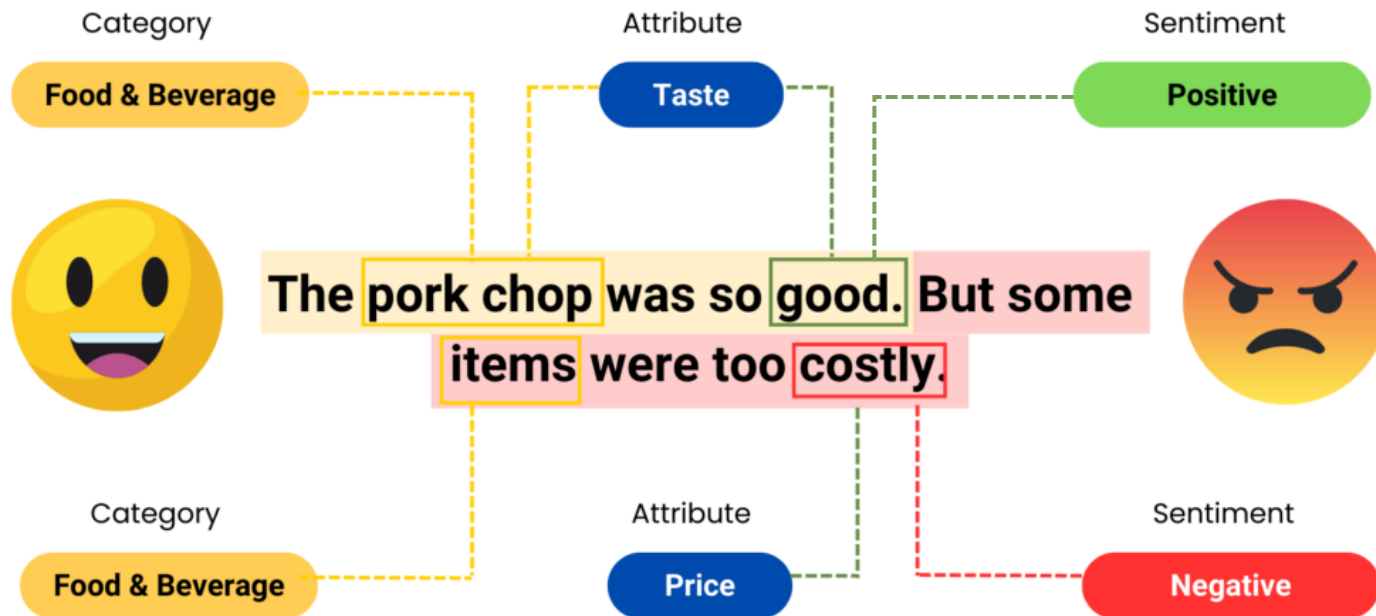 Category Attribute Sentiment
Food & Beverage Taste Positive
The pork chop was so good. But some
items were too costly.
Category Attribute Sentiment
Food & Beverage Price Negative